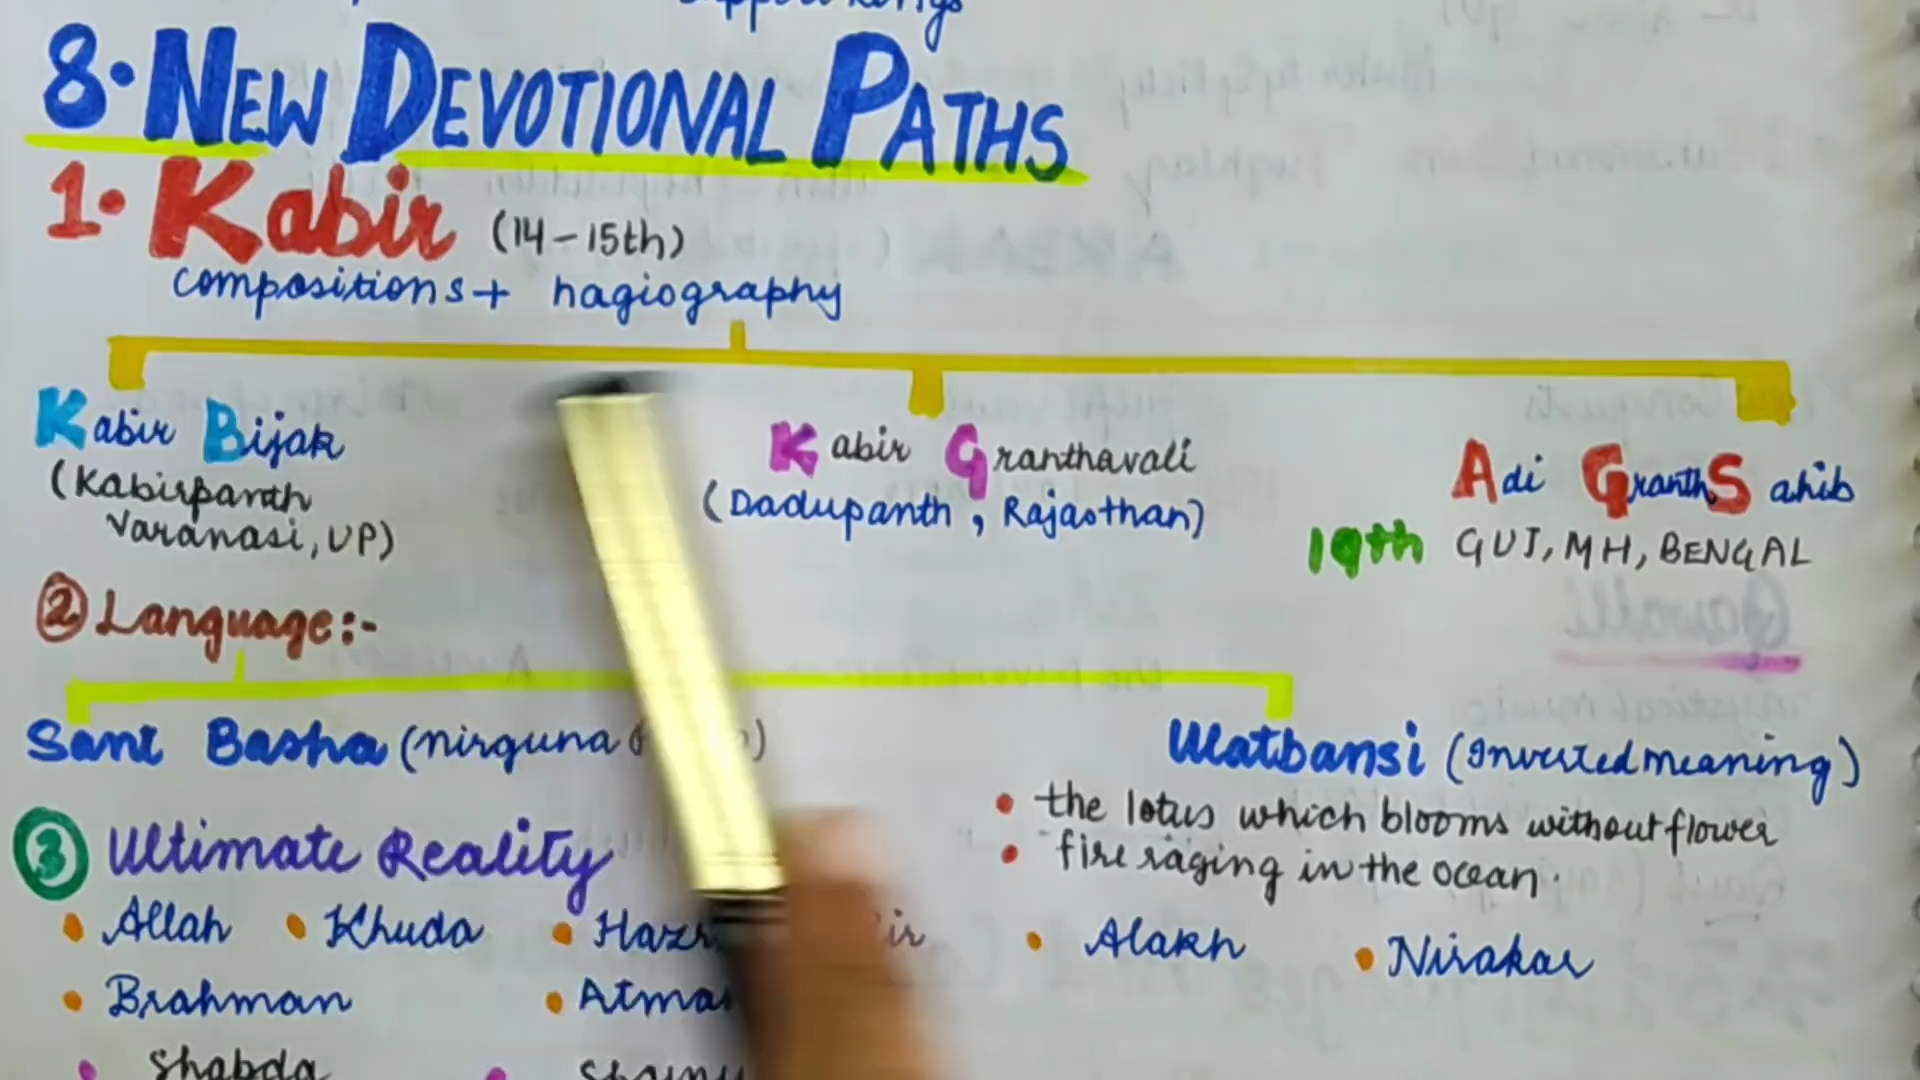 8. NEW DEVOTIONAL PATHS
1. Kabir (14-15th)
compositions + hagiography
Kabir Bijak
(Kabirpanth
Varanasi, UP)
Kabir Granthavali
(Dadupanth, Rajasthan)
Adi Granth Sahib
19th GUJ, MH, BENGAL
② Language:-
Sant Basha (nirguna
Ulatbansi (Inverted meaning)
• the lotus which blooms without flower
• fire raging in the ocean.
③ Ultimate Reality
• Allah • Khuda • • Alakh • Nirakar
• Brahman •
Shabda